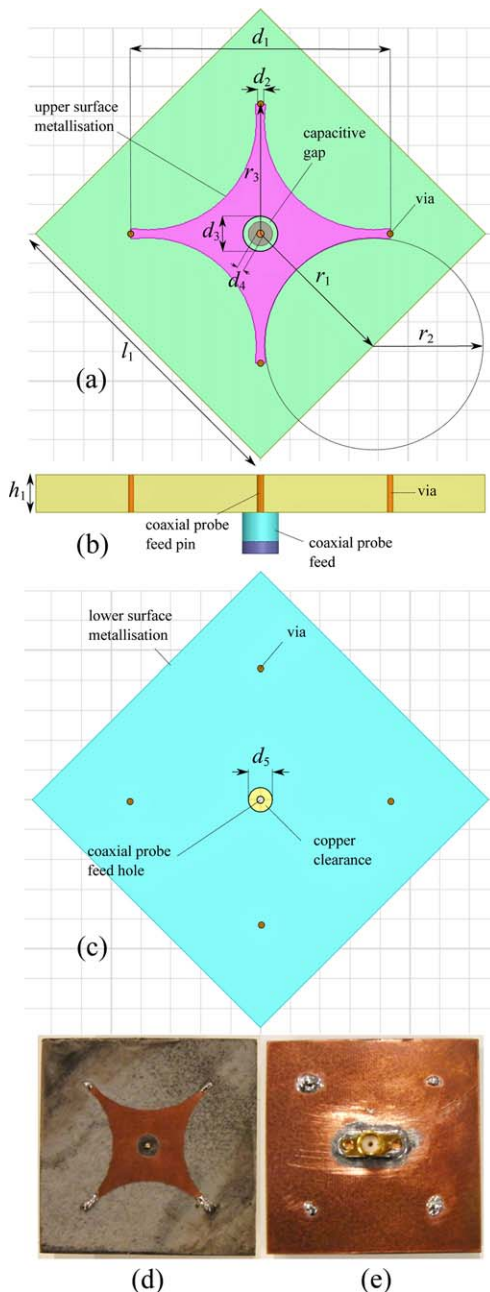 d₁
d₂
upper surface
metallisation
capacitive
gap
r₃
via
d₃
d₄
r₁
r₂
l₁
(a)
h₁
via
coaxial probe
feed pin
coaxial probe
feed
(b)
lower surface
metallisation
via
d₅
coaxial probe
feed hole
copper
clearance
(c)
(d)
(e)